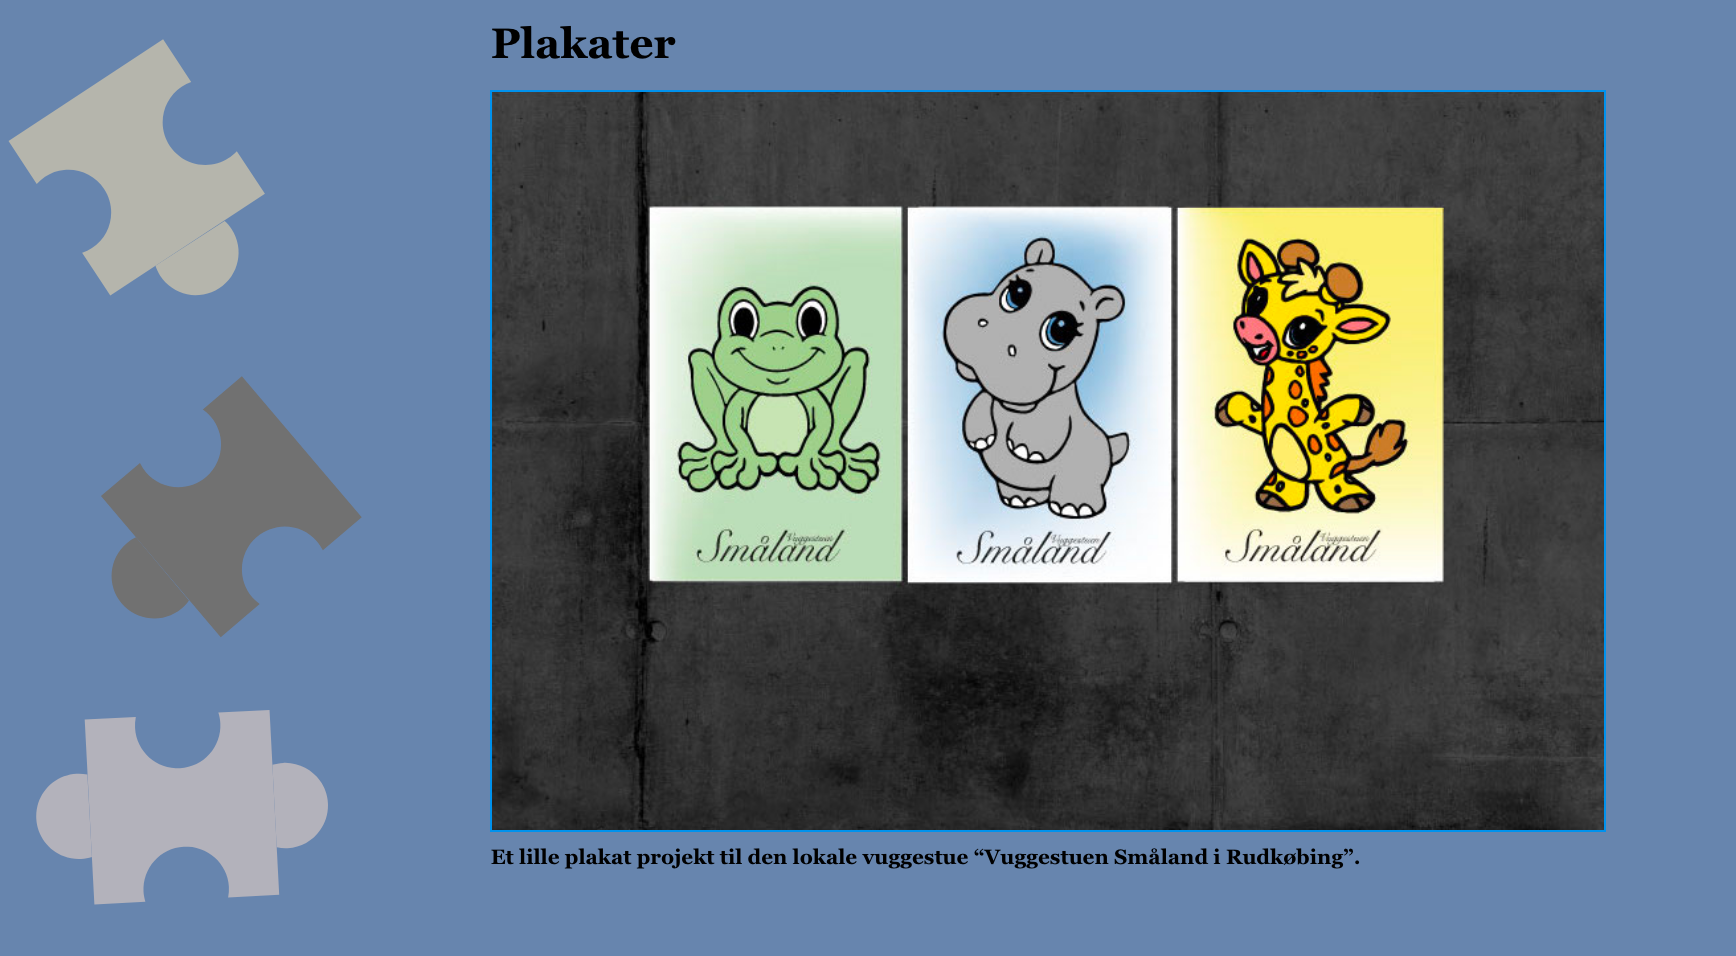 Plakater
Vuggestuen
Småland
Vuggestuen
Småland
Vuggestuen
Småland
Et lille plakat projekt til den lokale vuggestue “Vuggestuen Småland i Rudkøbing”.